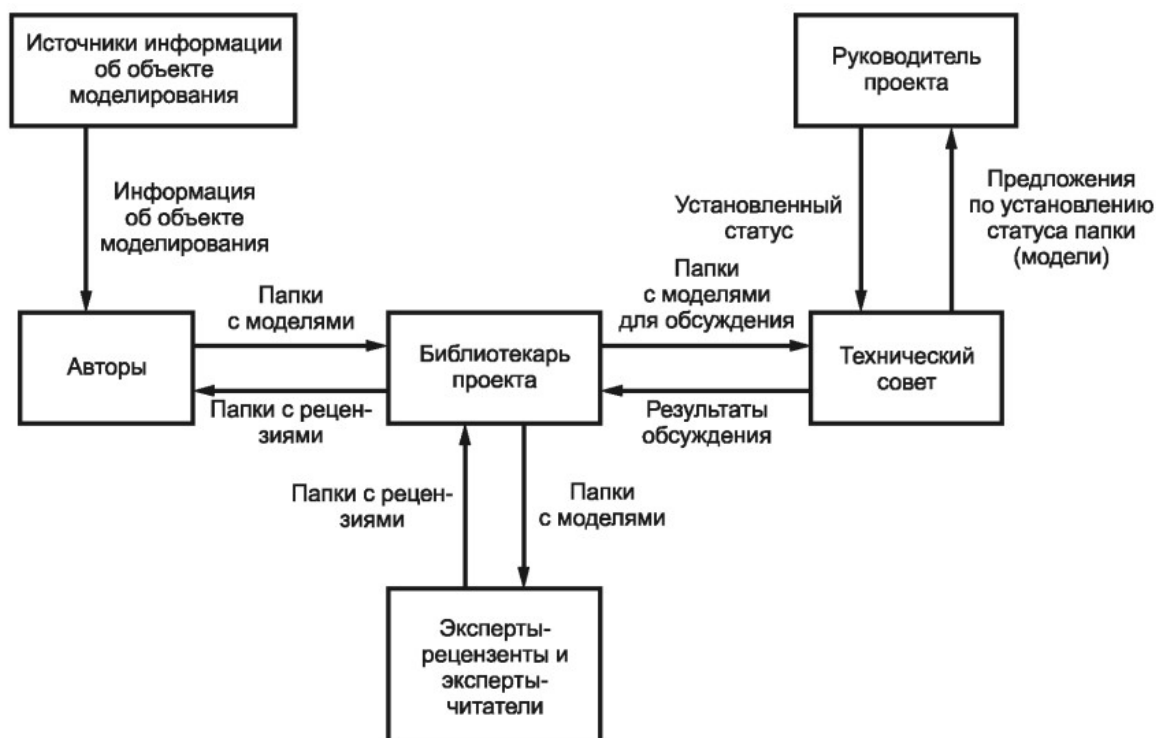 Источники информации
об объекте
моделирования
Руководитель
проекта
Информация
об объекте
моделирования
Установленный
статус
Предложения
по установлению
статуса папки
(модели)
Папки
с моделями
Папки
с моделями
для обсуждения
Авторы
Библиотекарь
проекта
Технический
совет
Папки с рецен-
зиями
Результаты
обсуждения
Папки с рецен-
зиями
Папки
с моделями
Эксперты-
рецензенты и
эксперты-
читатели